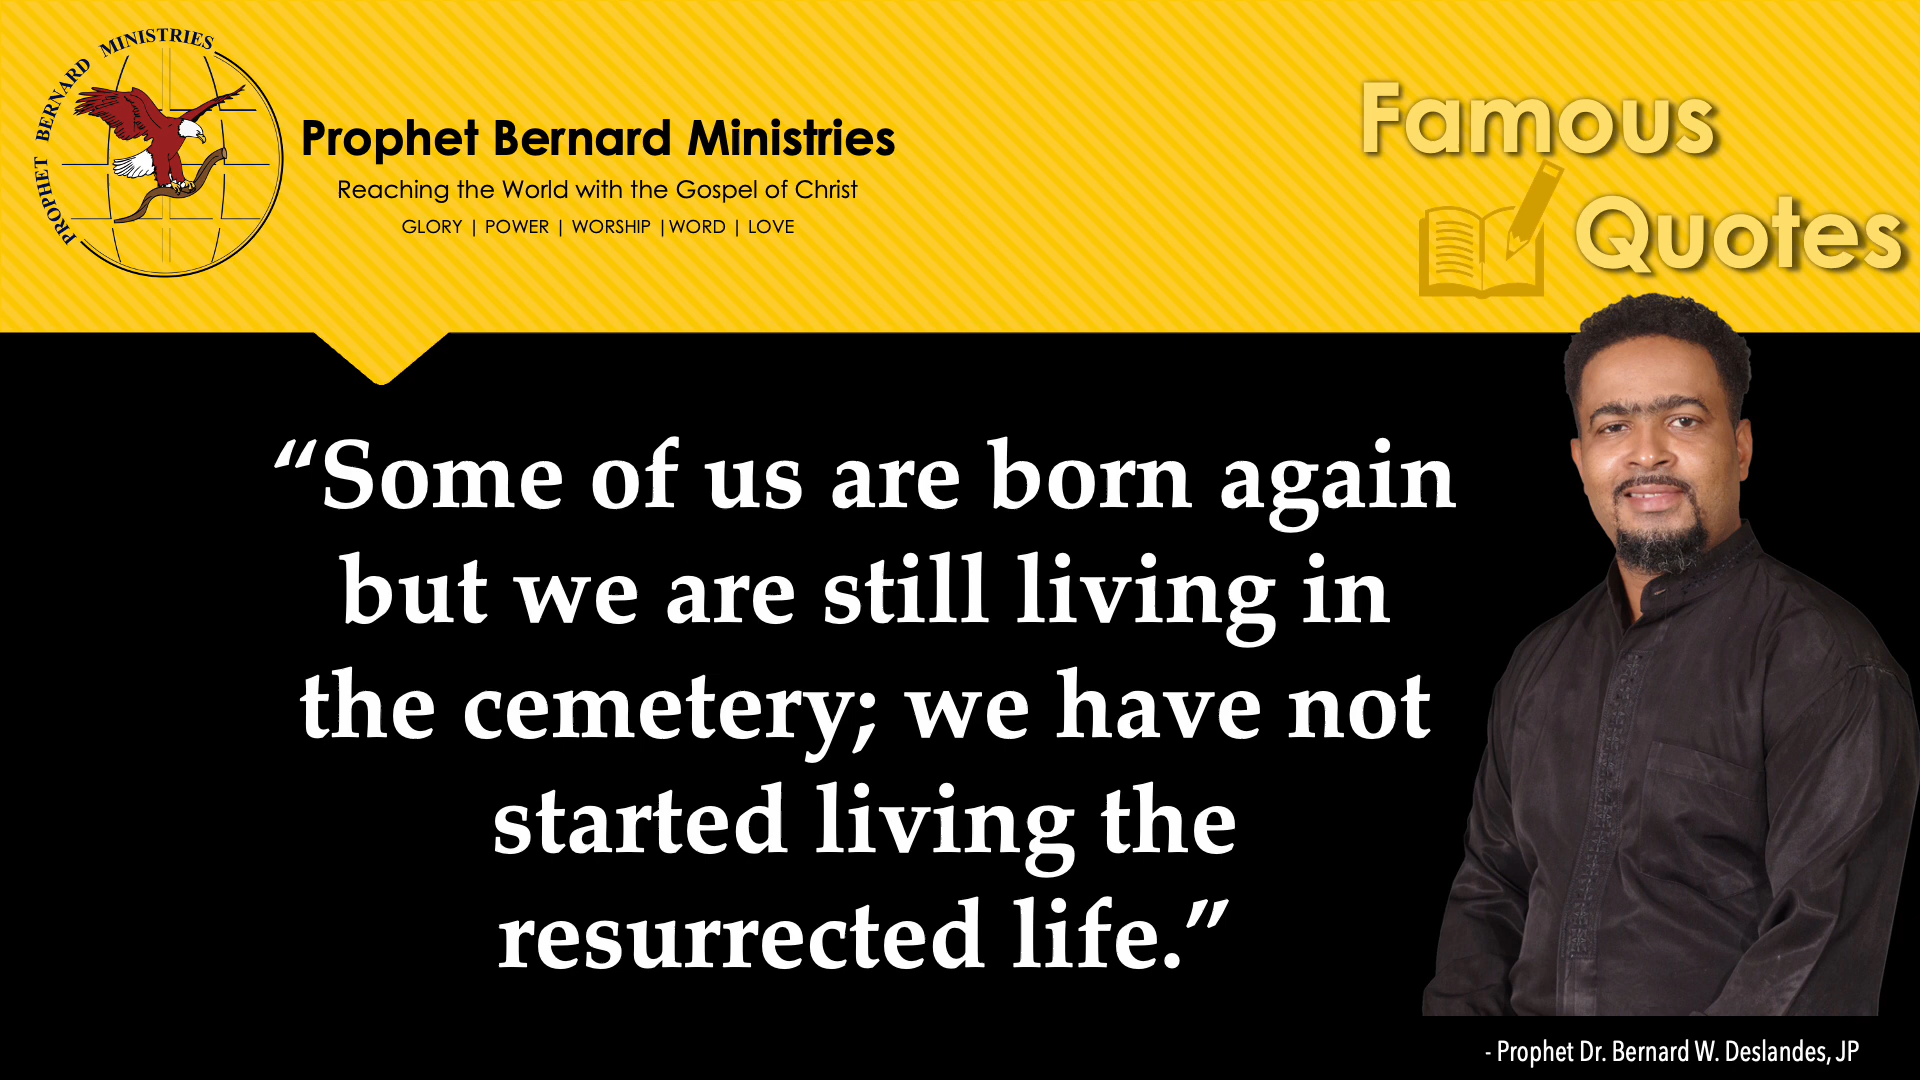 PROPHET BERNARD MINISTRIES
Prophet Bernard Ministries
Reaching the World with the Gospel of Christ
GLORY | POWER | WORSHIP |WORD | LOVE
Famous
Quotes
“Some of us are born again
but we are still living in
the cemetery; we have not
started living the
resurrected life.”
- Prophet Dr. Bernard W. Deslandes, JP